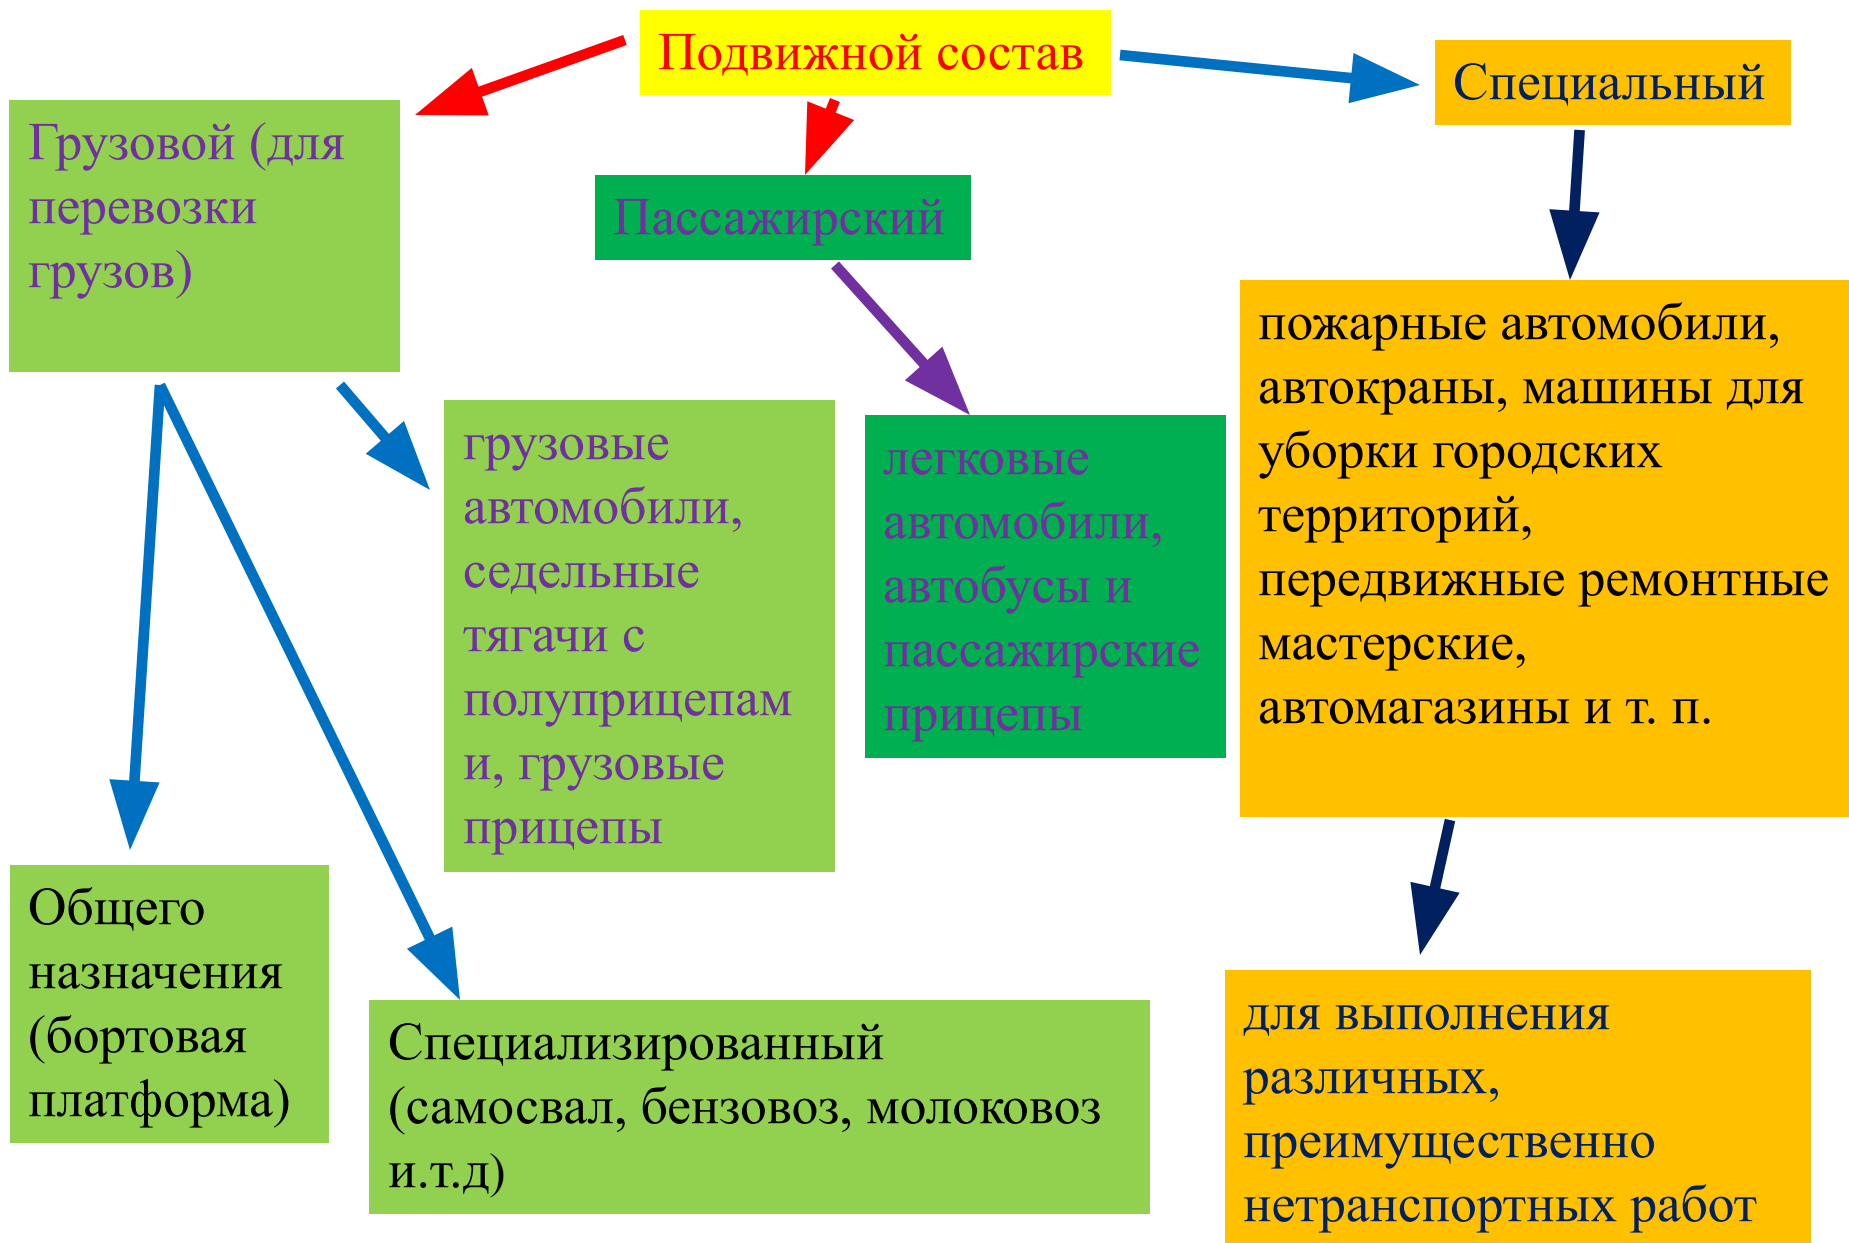 Подвижной состав
Специальный
Грузовой (для
перевозки
грузов)
Пассажирский
пожарные автомобили,
автокраны, машины для
уборки городских
территорий,
передвижные ремонтные
мастерские,
автомагазины и т. п.
грузовые
автомобили,
седельные
тягачи с
полуприцепам
и, грузовые
прицепы
легковые
автомобили,
автобусы и
пассажирские
прицепы
Общего
назначения
(бортовая
платформа)
Специализированный
(самосвал, бензовоз, молоковоз
и.т.д)
для выполнения
различных,
преимущественно
нетранспортных работ